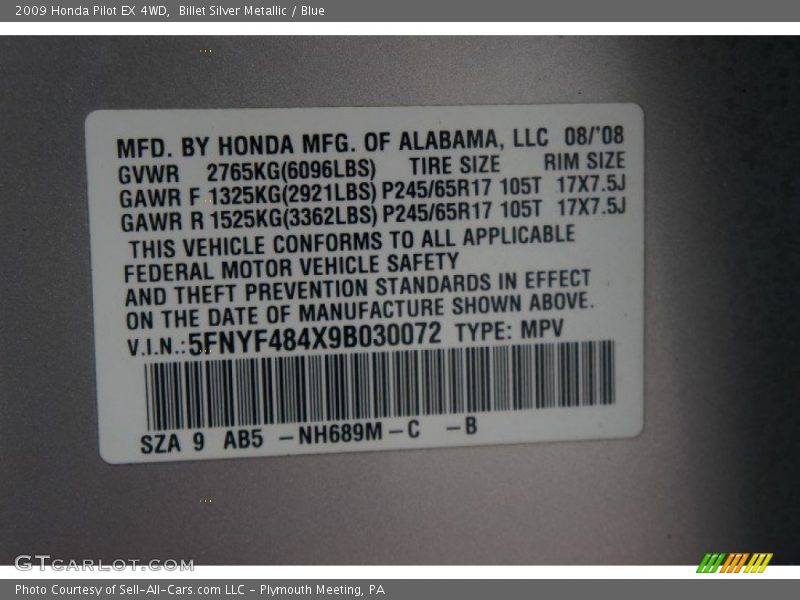 2009 Honda Pilot EX 4WD,  Billet Silver Metallic / Blue
MFD. BY HONDA MFG. OF ALABAMA, LLC 08/'08
GVWR 2765KG(6096LBS) TIRE SIZE RIM SIZE
GAWR F 1325KG(2921LBS) P245/65R17 105T 17X7.5J
GAWR R 1525KG(3362LBS) P245/65R17 105T 17X7.5J
THIS VEHICLE CONFORMS TO ALL APPLICABLE
FEDERAL MOTOR VEHICLE SAFETY
AND THEFT PREVENTION STANDARDS IN EFFECT
ON THE DATE OF MANUFACTURE SHOWN ABOVE.
V.I.N.:5FNYF484X9B030072 TYPE: MPV
SZA 9 AB5 -NH689M-C -B
GTCARLOT.COM
Photo Courtesy of Sell-All-Cars.com LLC - Plymouth Meeting, PA